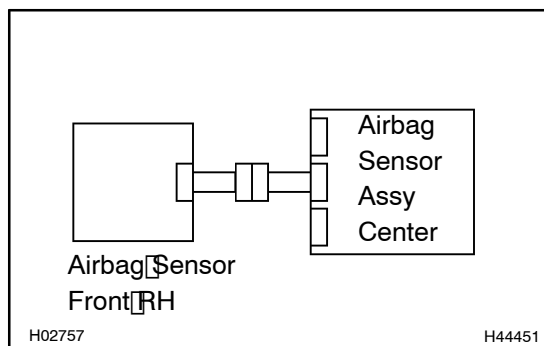 Airbag
Sensor
Assy
Center
Airbag Sensor
Front RH
H02757
H44451